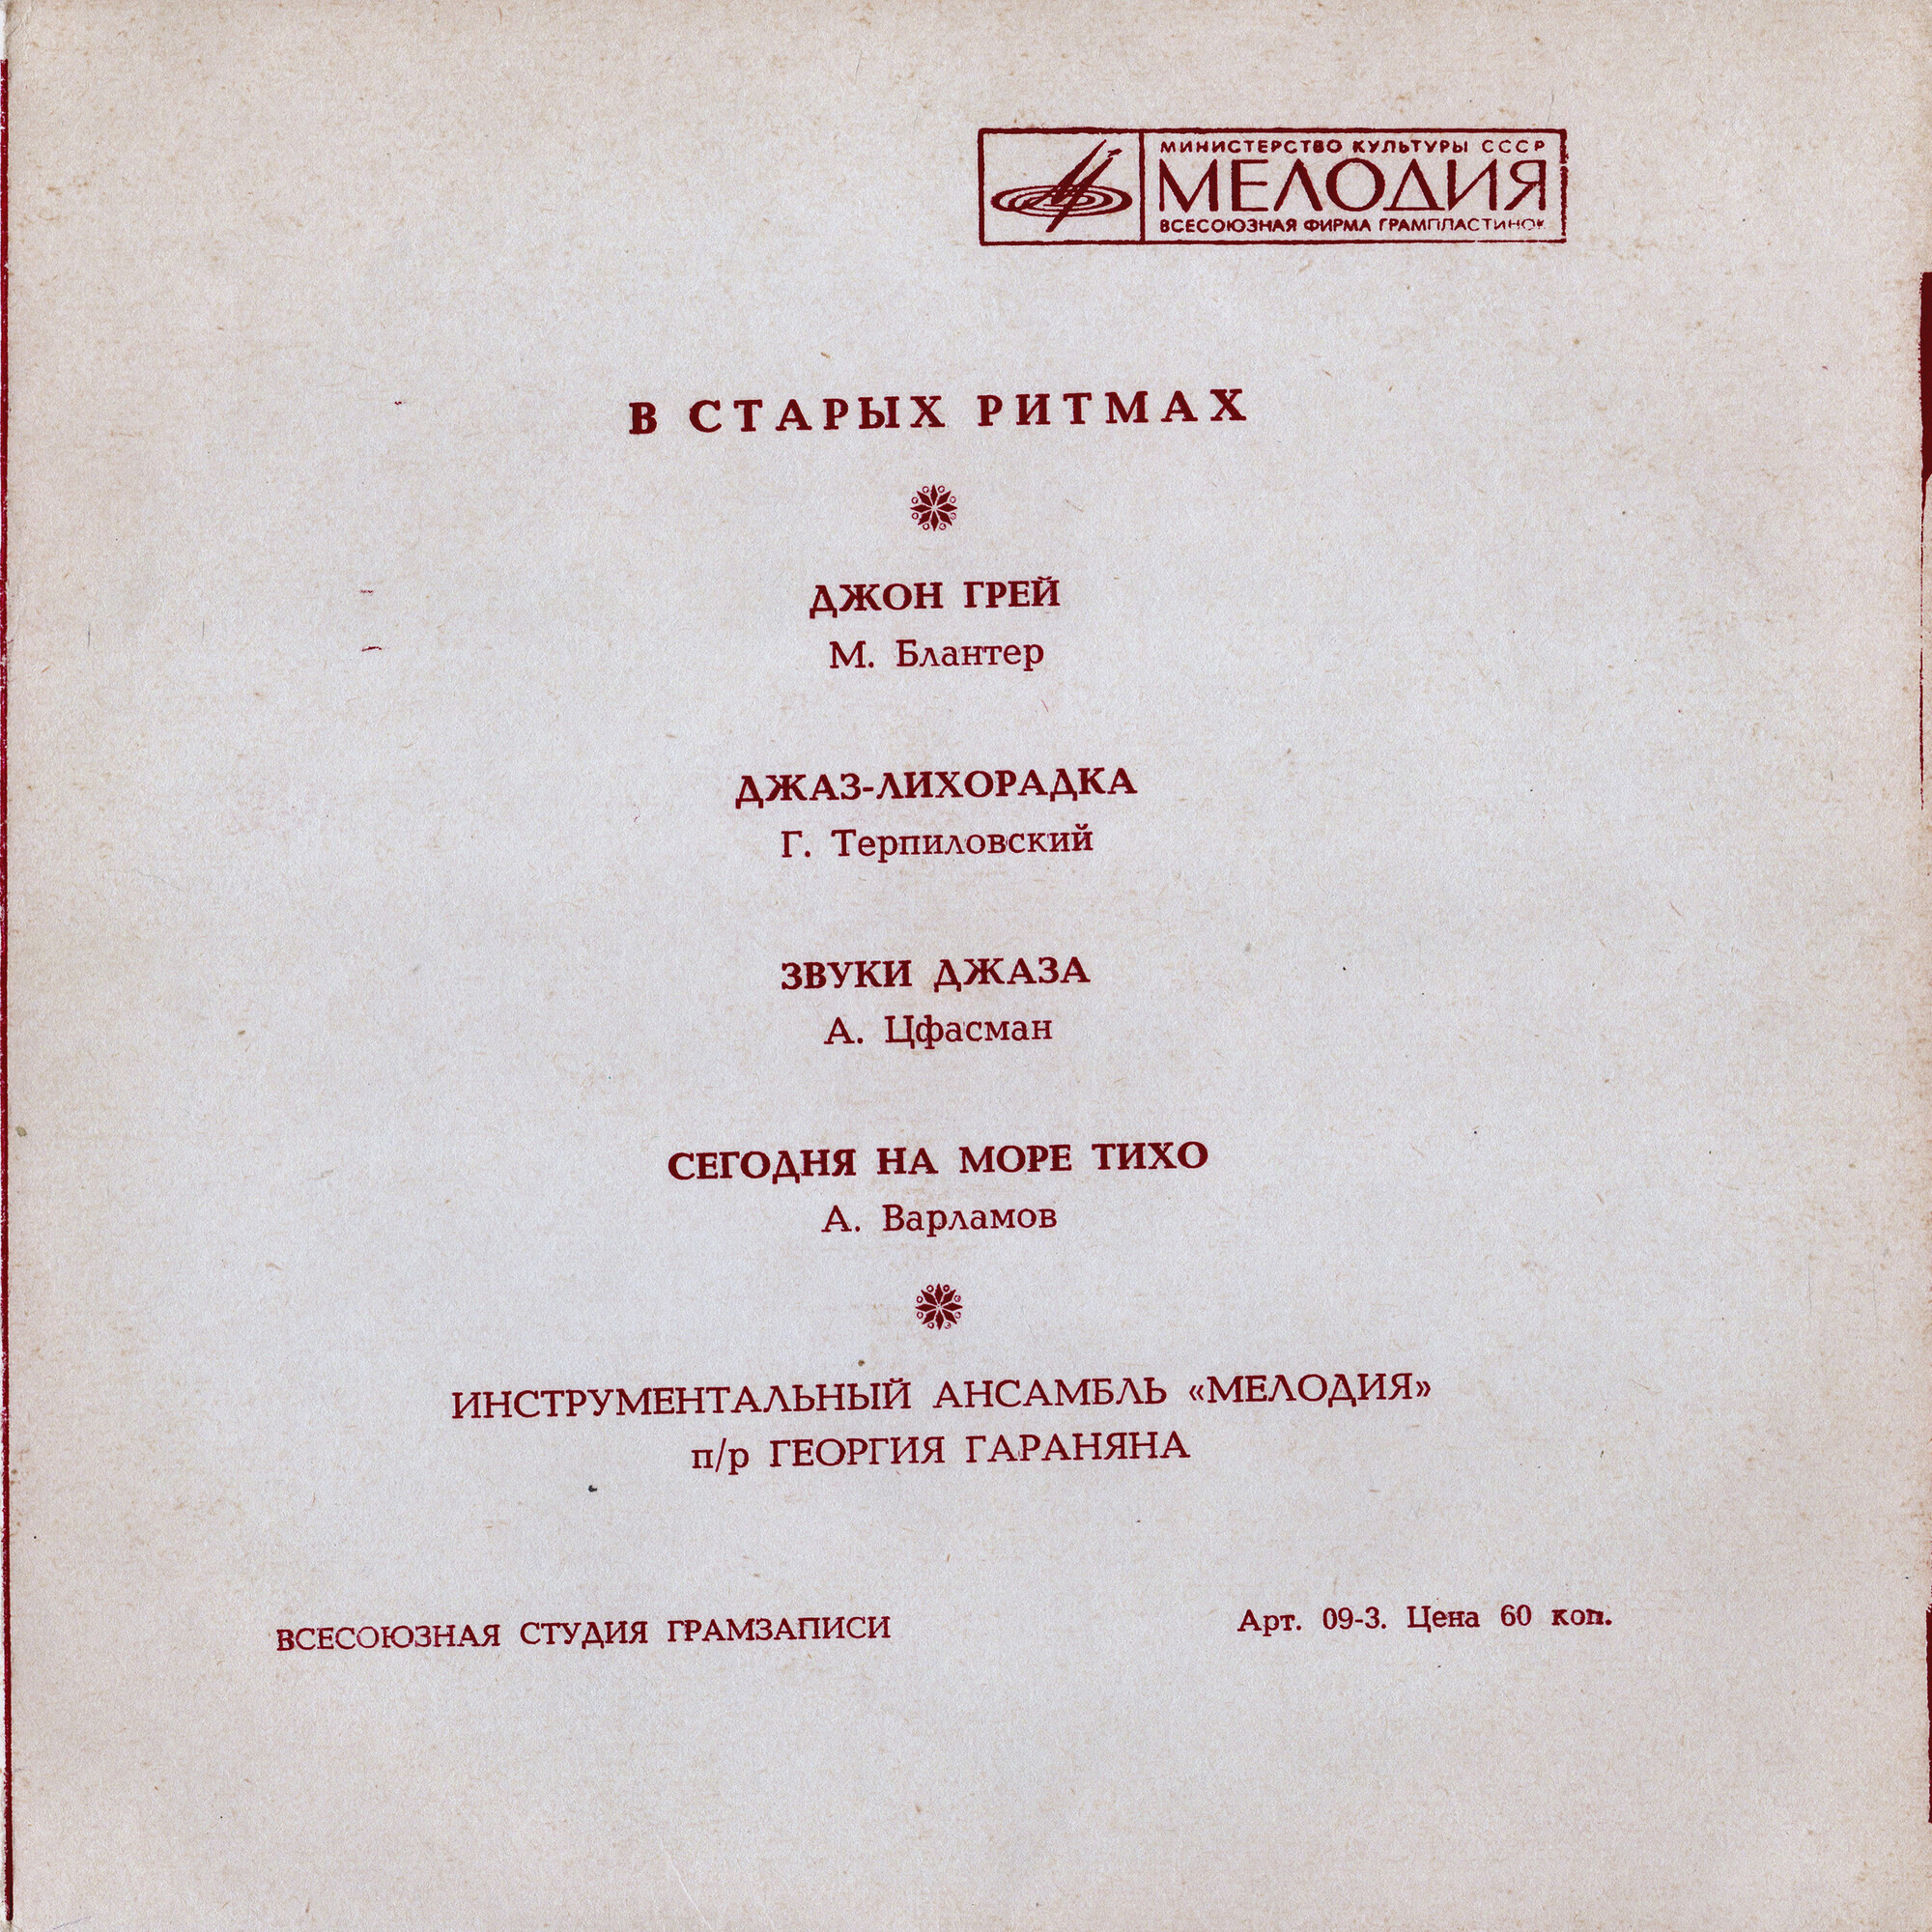 МИНИСТЕРСТВО КУЛЬТУРЫ СССР
МЕЛОДИЯ
ВСЕСОЮЗНАЯ ФИРМА ГРАМПЛАСТИНОК
В СТАРЫХ РИТМАХ
ДЖОН ГРЕЙ
М. Блантер
ДЖАЗ-ЛИХОРАДКА
Г. Терпиловский
ЗВУКИ ДЖАЗА
А. Цфасман
СЕГОДНЯ НА МОРЕ ТИХО
А. Варламов
ИНСТРУМЕНТАЛЬНЫЙ АНСАМБЛЬ «МЕЛОДИЯ»
п/р ГЕОРГИЯ ГАРАНЯНА
ВСЕСОЮЗНАЯ СТУДИЯ ГРАМЗАПИСИ
Арт. 09-3. Цена 60 коп.